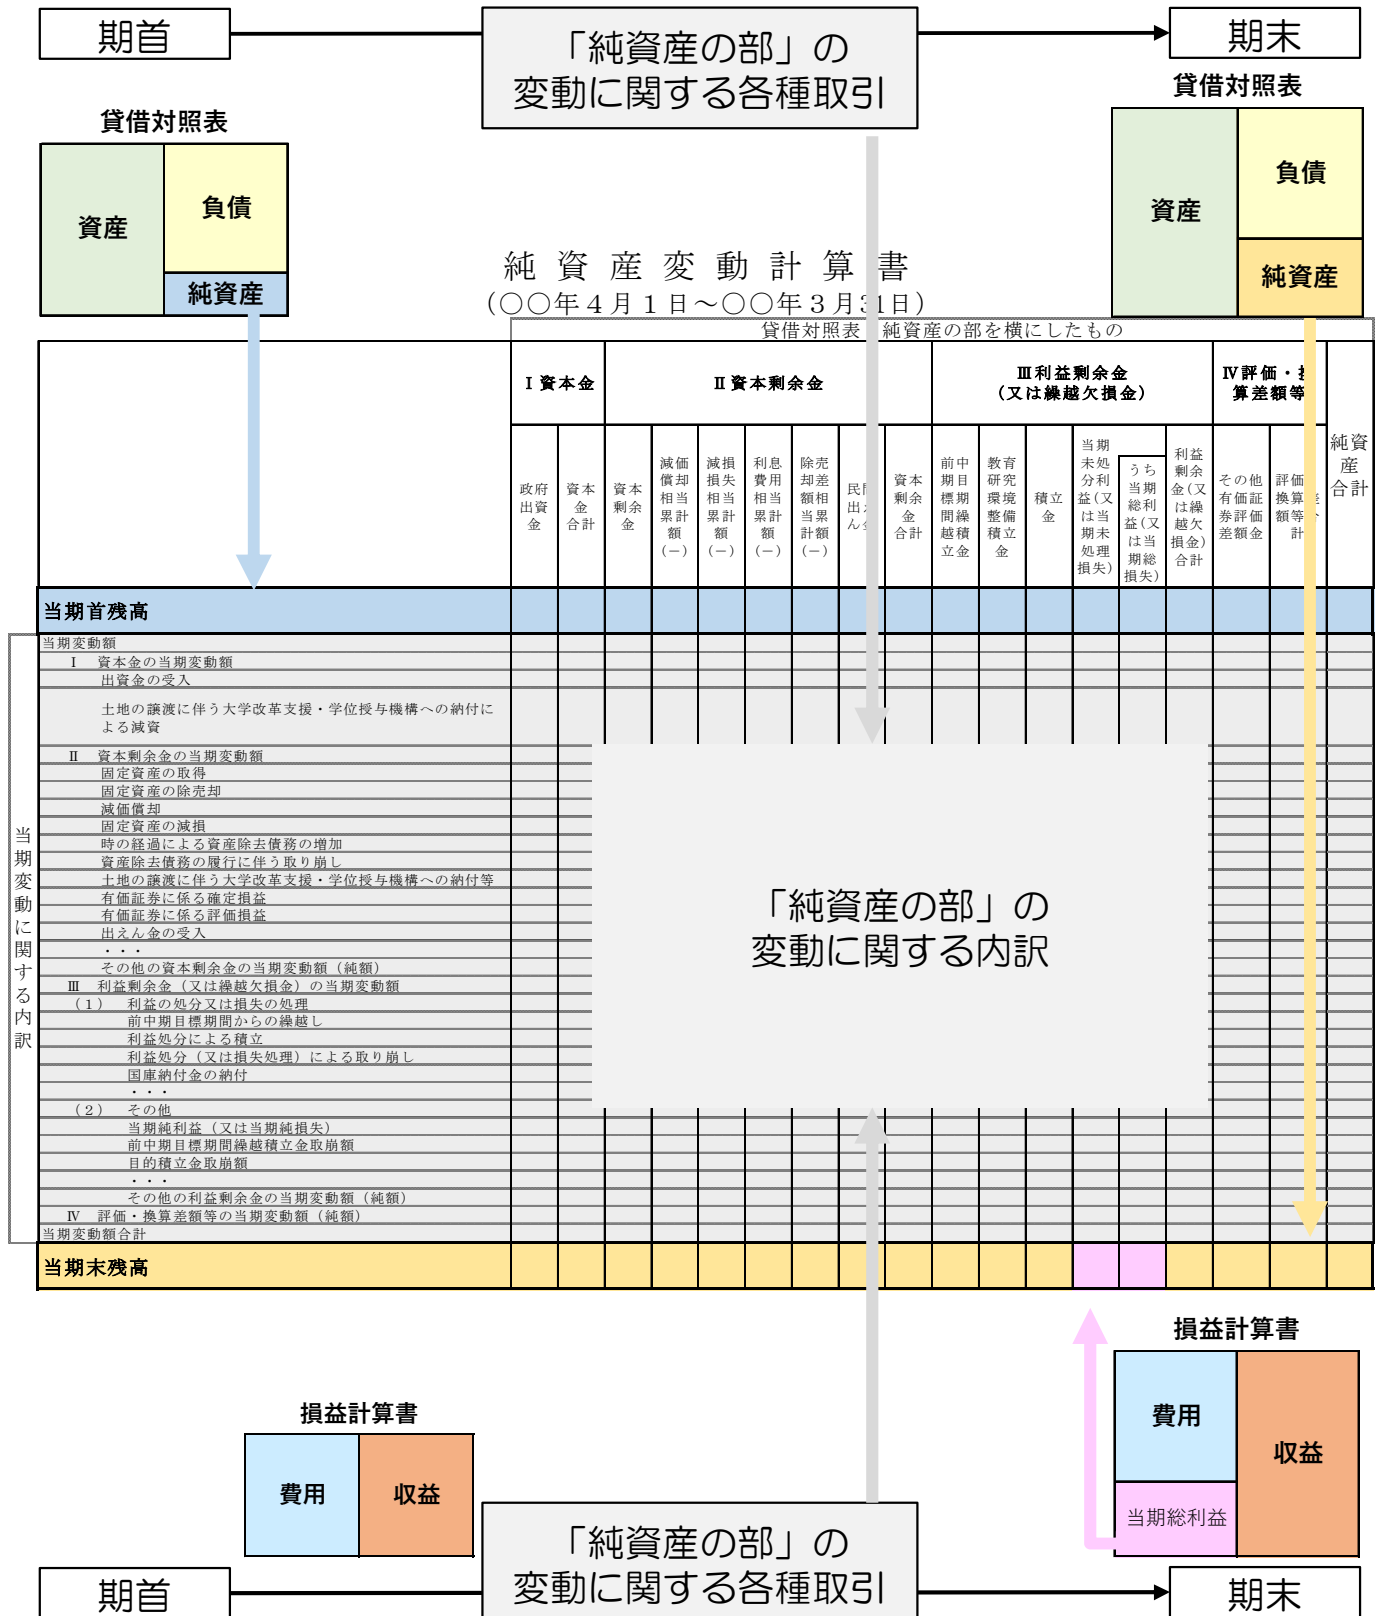 期首
「純資産の部」の
変動に関する各種取引
期末
貸借対照表
資産
負債
純資産
貸借対照表
資産
負債
純資産
純資産変動計算書
(○○年４月１日～○○年３月31日)
貸借対照表 純資産の部を横にしたもの
Ⅰ資本金
Ⅱ資本剰余金
Ⅲ利益剰余金
(又は繰越欠損金)
Ⅳ評価・換
算差額等
純資
産
合計
政府
出資
金
資本
金
合計
資本
剰余
金
減価
償却
相当
累計
額
(－)
減損
損失
相当
累計
額
(－)
利息
費用
相当
累計
額
(－)
除売
却差
額相
当累
計額
(－)
民間
出え
ん金
資本
剰余
金
合計
前中
期目
標期
間繰
越積
立金
教育
研究
環境
整備
積立
金
積立
金
当期
未処
分利
益(又
は当
期未
処理
損失)
うち
当期
総利
益(又
は当
期総
損失)
利益
剰余
金(又
は繰
越欠
損金)
合計
その他
有価証
券評価
差額金
評価・
換算差
額等合
計
当期首残高
当期変動に関する内訳
当期変動額
Ⅰ 資本金の当期変動額
出資金の受入
土地の譲渡に伴う大学改革支援・学位授与機構への納付に
よる減資
Ⅱ 資本剰余金の当期変動額
固定資産の取得
固定資産の除売却
減価償却
固定資産の減損
時の経過による資産除去債務の増加
資産除去債務の履行に伴う取り崩し
土地の譲渡に伴う大学改革支援・学位授与機構への納付等
有価証券に係る確定損益
有価証券に係る評価損益
出えん金の受入
・・・
その他の資本剰余金の当期変動額（純額）
Ⅲ 利益剰余金（又は繰越欠損金）の当期変動額
（１） 利益の処分又は損失の処理
前中期目標期間からの繰越し
利益処分による積立
利益処分（又は損失処理）による取り崩し
国庫納付金の納付
・・・
（２） その他
当期純利益（又は当期純損失）
前中期目標期間繰越積立金取崩額
目的積立金取崩額
・・・
その他の利益剰余金の当期変動額（純額）
Ⅳ 評価・換算差額等の当期変動額（純額）
当期変動額合計
「純資産の部」の
変動に関する内訳
当期末残高
損益計算書
費用
収益
損益計算書
費用
収益
当期総利益
期首
「純資産の部」の
変動に関する各種取引
期末